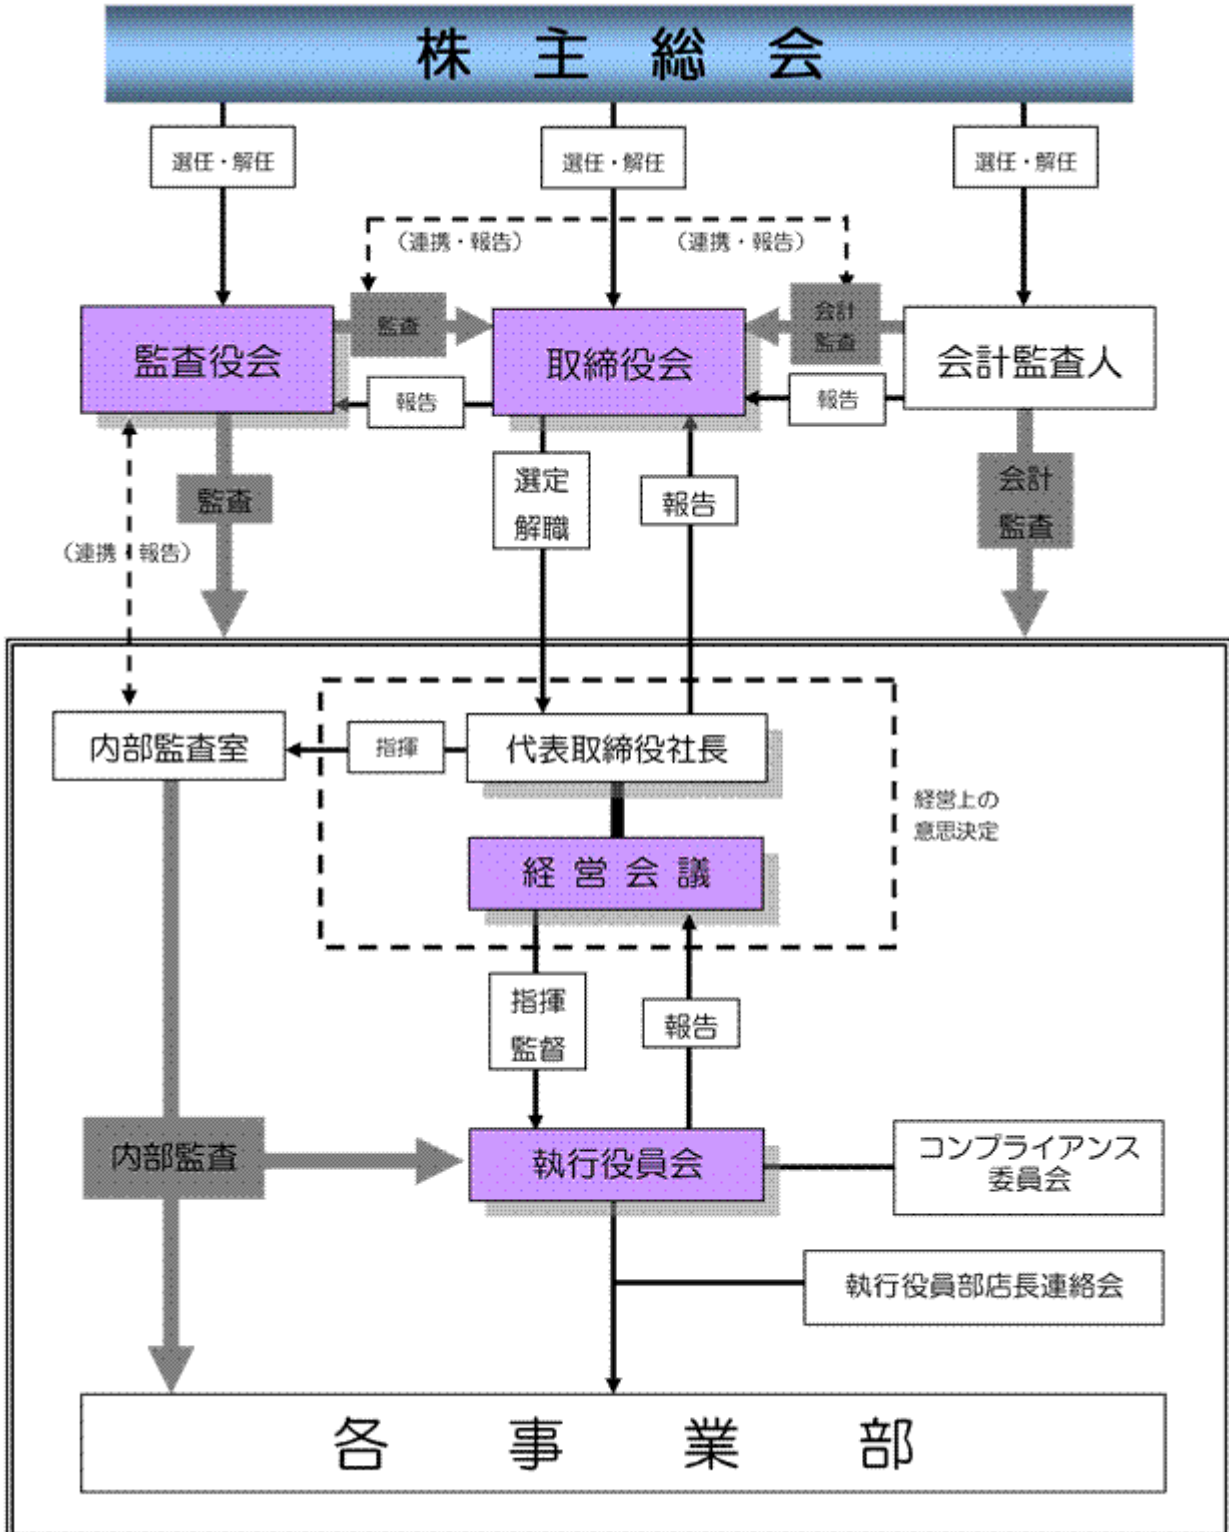 株主総会
選任・解任
選任・解任
選任・解任
（連携・報告）
（連携・報告）
監査
会計
監査
監査役会
取締役会
会計監査人
報告
報告
選定
解職
報告
監査
会計
監査
（連携・報告）
内部監査室
指揮
代表取締役社長
経営上の
意思決定
経営会議
指揮
監督
報告
内部監査
執行役員会
コンプライアンス
委員会
執行役員部店長連絡会
各事業部